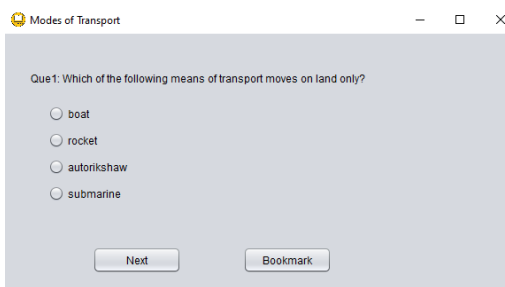 Modes of Transport
Que1: Which of the following means of transport moves on land only?
boat
rocket
autorikshaw
submarine
Next Bookmark